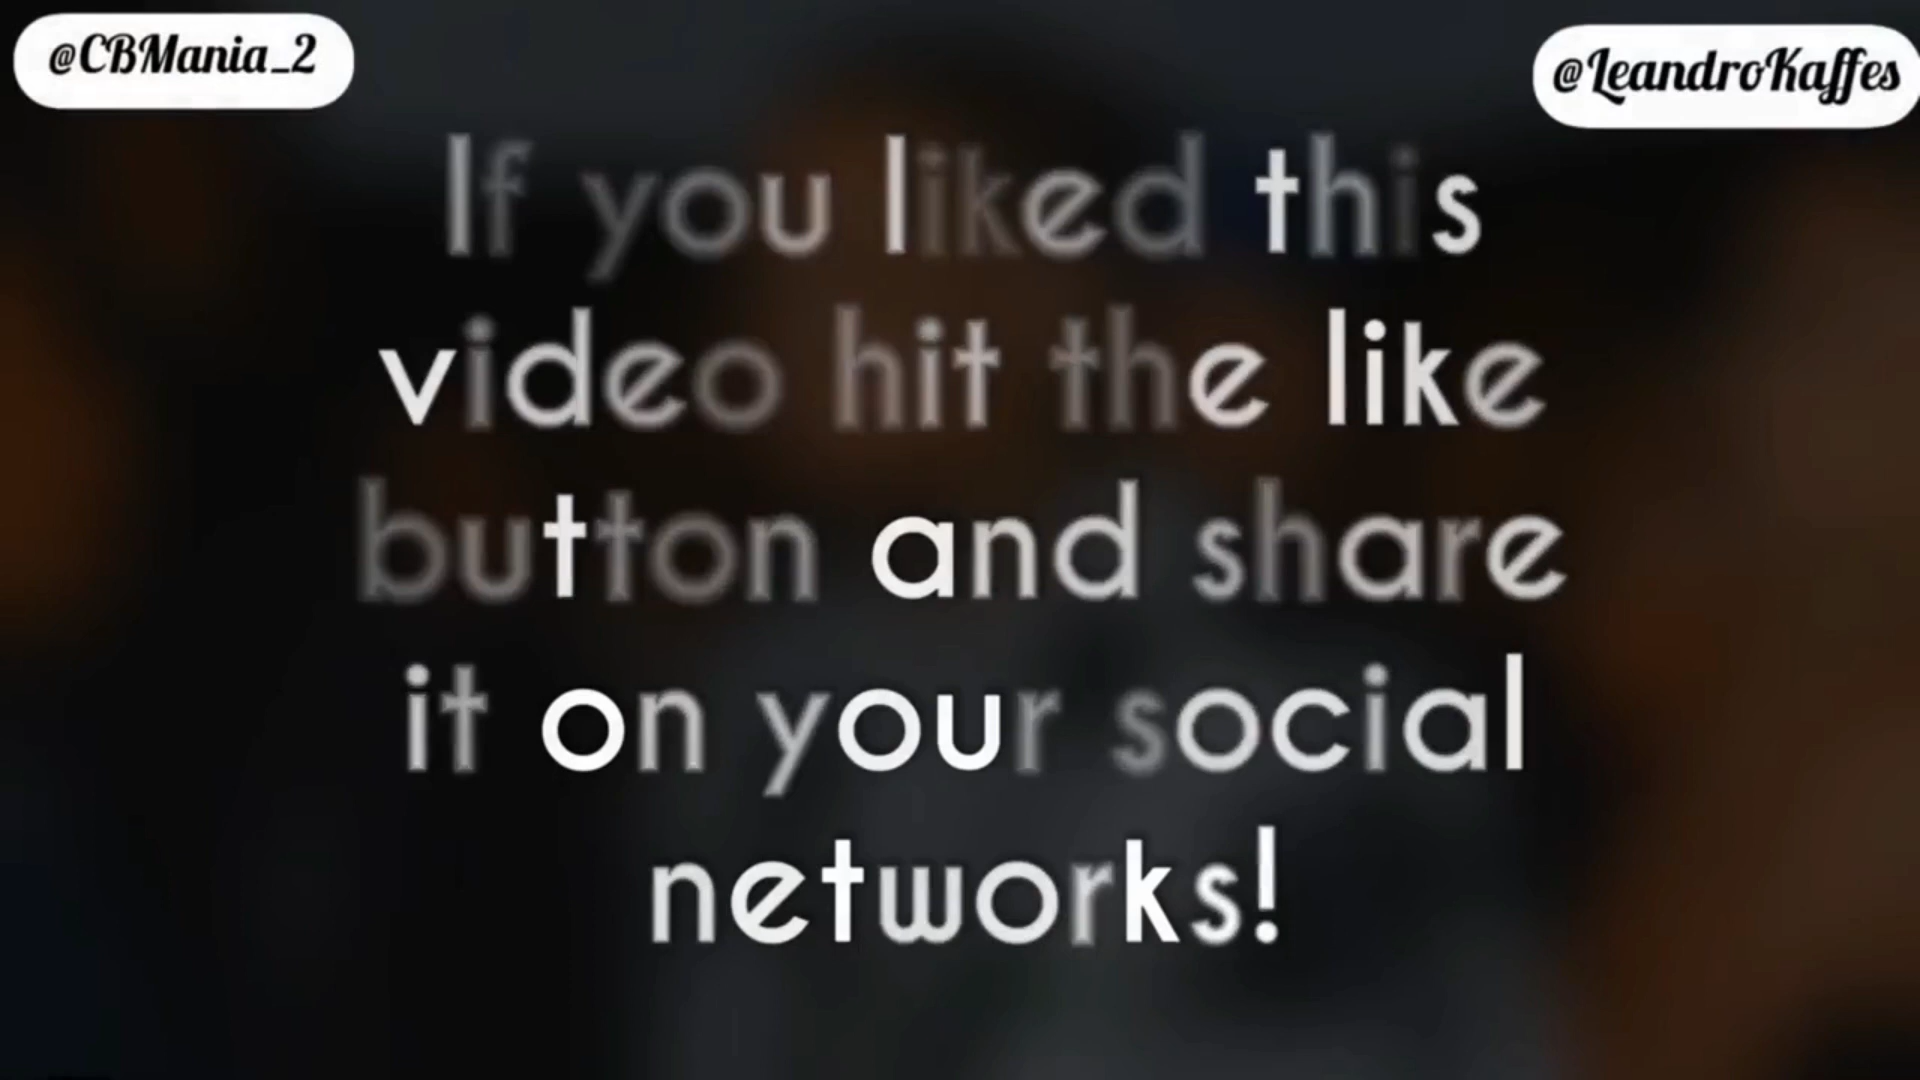 @CBMania_2
@LeandroKaffes
If you liked this
video hit the like
button and share
it on your social
networks!